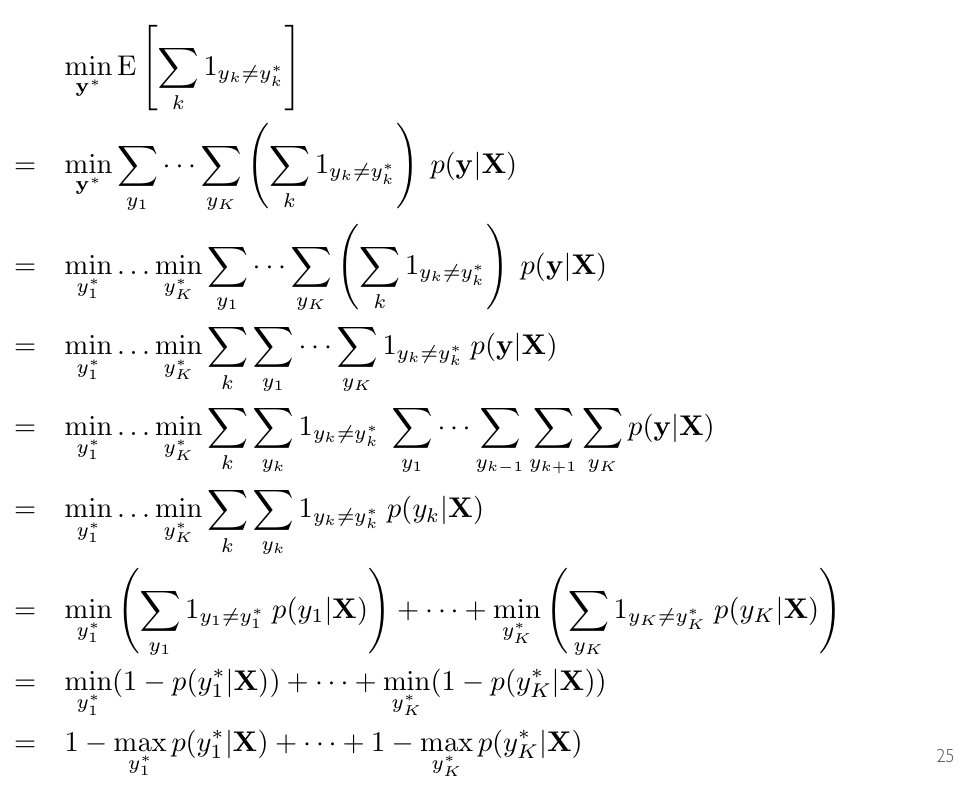 $\min_{\mathbf{y}^*} \mathrm{E}\left[\sum_k 1_{y_k \neq y_k^*}\right]$
$= \min_{\mathbf{y}^*} \sum_{y_1} \cdots \sum_{y_K} \left(\sum_k 1_{y_k \neq y_k^*}\right) p(\mathbf{y}|\mathbf{X})$
$= \min_{y_1^*} \ldots \min_{y_K^*} \sum_{y_1} \cdots \sum_{y_K} \left(\sum_k 1_{y_k \neq y_k^*}\right) p(\mathbf{y}|\mathbf{X})$
$= \min_{y_1^*} \ldots \min_{y_K^*} \sum_k \sum_{y_1} \cdots \sum_{y_K} 1_{y_k \neq y_k^*} p(\mathbf{y}|\mathbf{X})$
$= \min_{y_1^*} \ldots \min_{y_K^*} \sum_k \sum_{y_k} 1_{y_k \neq y_k^*} \sum_{y_1} \cdots \sum_{y_{k-1}} \sum_{y_{k+1}} \sum_{y_K} p(\mathbf{y}|\mathbf{X})$
$= \min_{y_1^*} \ldots \min_{y_K^*} \sum_k \sum_{y_k} 1_{y_k \neq y_k^*} p(y_k|\mathbf{X})$
$= \min_{y_1^*} \left(\sum_{y_1} 1_{y_1 \neq y_1^*} p(y_1|\mathbf{X})\right) + \cdots + \min_{y_K^*} \left(\sum_{y_K} 1_{y_K \neq y_K^*} p(y_K|\mathbf{X})\right)$
$= \min_{y_1^*} (1 - p(y_1^*|\mathbf{X})) + \cdots + \min_{y_K^*} (1 - p(y_K^*|\mathbf{X}))$
$= 1 - \max_{y_1^*} p(y_1^*|\mathbf{X}) + \cdots + 1 - \max_{y_K^*} p(y_K^*|\mathbf{X})$
25